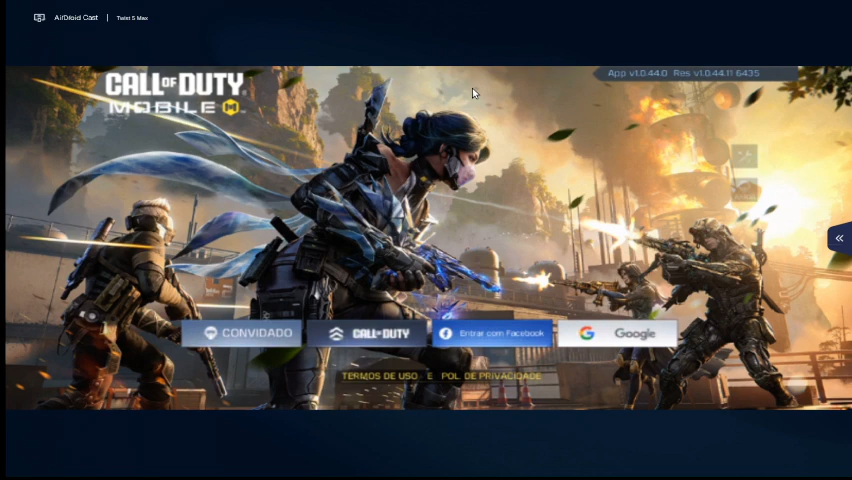 AirDroid Cast | Twist 5 Max
App v1.0.44.0 Res v1.0.44.11 6435
CALL OF DUTY
MOBILE
CONVIDADO
CALL OF DUTY
Entrar com Facebook
Google
TERMOS DE USO E POL. DE PRIVACIDADE